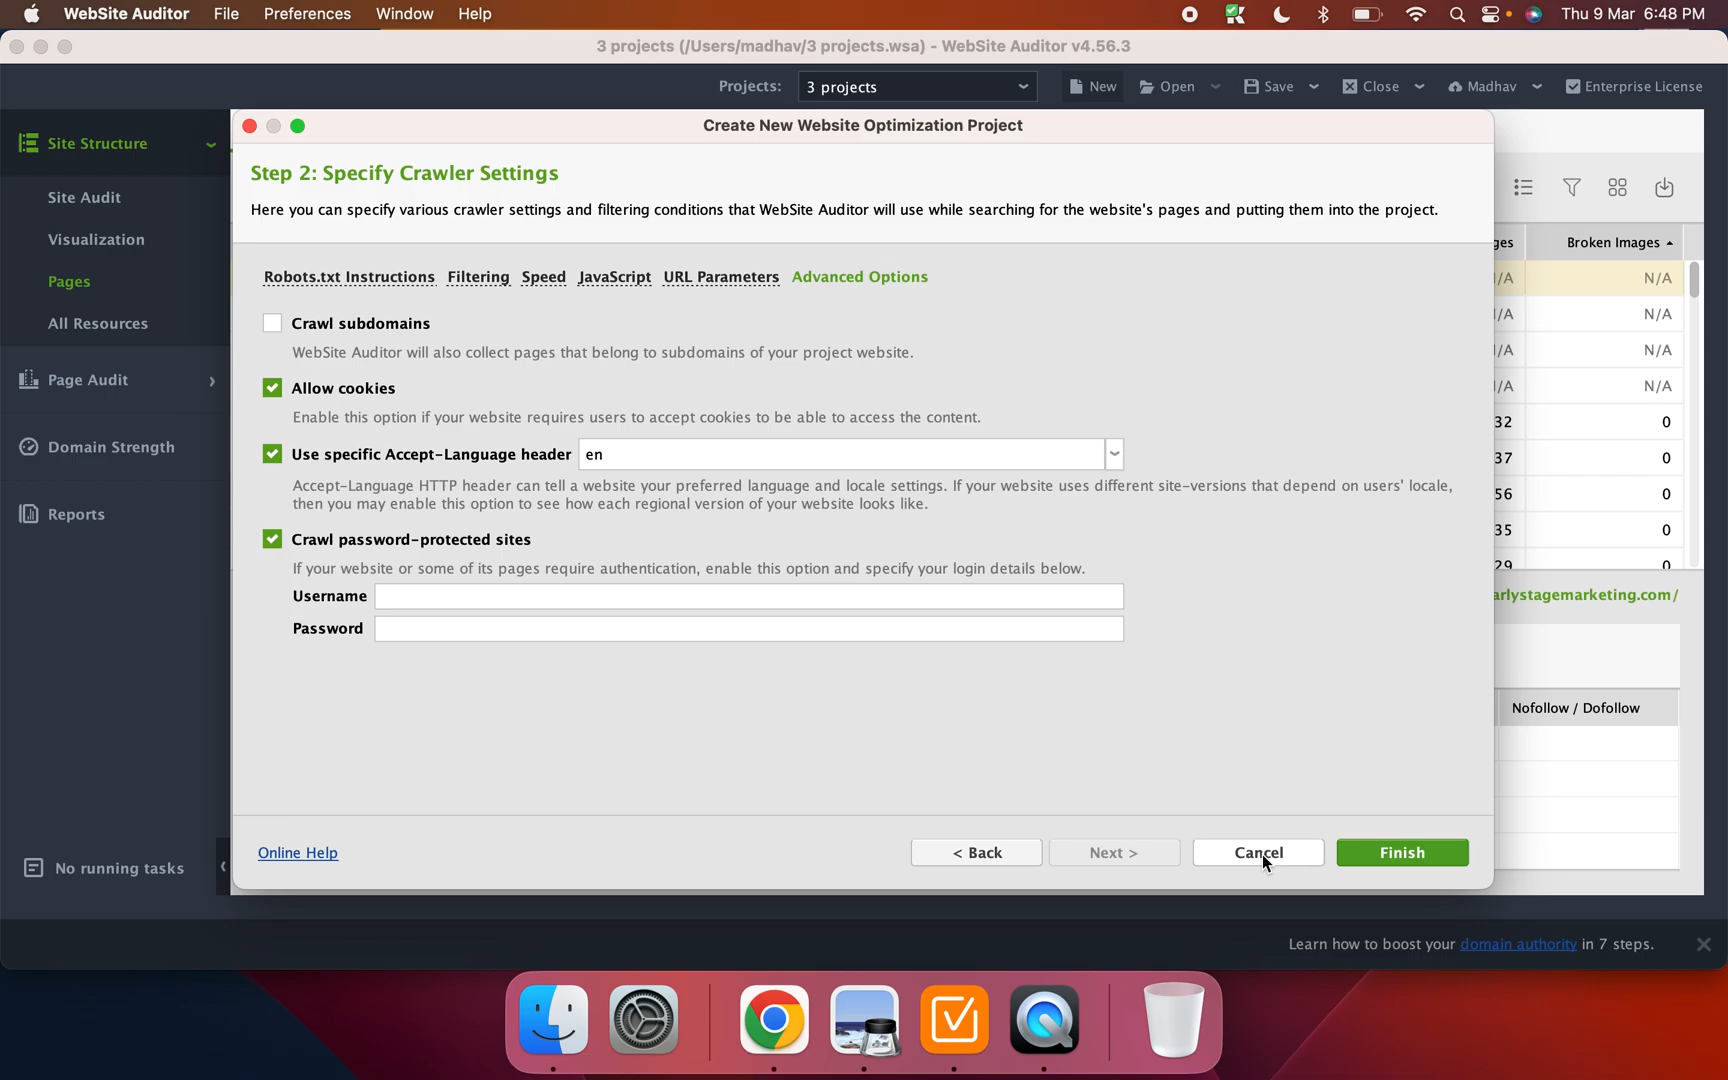 WebSite Auditor File Preferences Window Help Thu 9 Mar 6:48 PM
3 projects (/Users/madhav/3 projects.wsa) - WebSite Auditor v4.56.3
Projects: 3 projects New Open Save Close Madhav Enterprise License
Site Structure
Site Audit
Visualization
Pages
All Resources
Page Audit
Domain Strength
Reports
No running tasks
Create New Website Optimization Project
Step 2: Specify Crawler Settings
Here you can specify various crawler settings and filtering conditions that WebSite Auditor will use while searching for the website's pages and putting them into the project.
Robots.txt Instructions Filtering Speed JavaScript URL Parameters Advanced Options
Crawl subdomains
WebSite Auditor will also collect pages that belong to subdomains of your project website.
Allow cookies
Enable this option if your website requires users to accept cookies to be able to access the content.
Use specific Accept-Language header en
Accept-Language HTTP header can tell a website your preferred language and locale settings. If your website uses different site-versions that depend on users' locale,
then you may enable this option to see how each regional version of your website looks like.
Crawl password-protected sites
If your website or some of its pages require authentication, enable this option and specify your login details below.
Username
Password
Online Help < Back Next > Cancel Finish
ges Broken Images
/A N/A
/A N/A
/A N/A
/A N/A
32 0
37 0
56 0
35 0
29 0
arlystagemarketing.com/
Nofollow / Dofollow
Learn how to boost your domain authority in 7 steps.